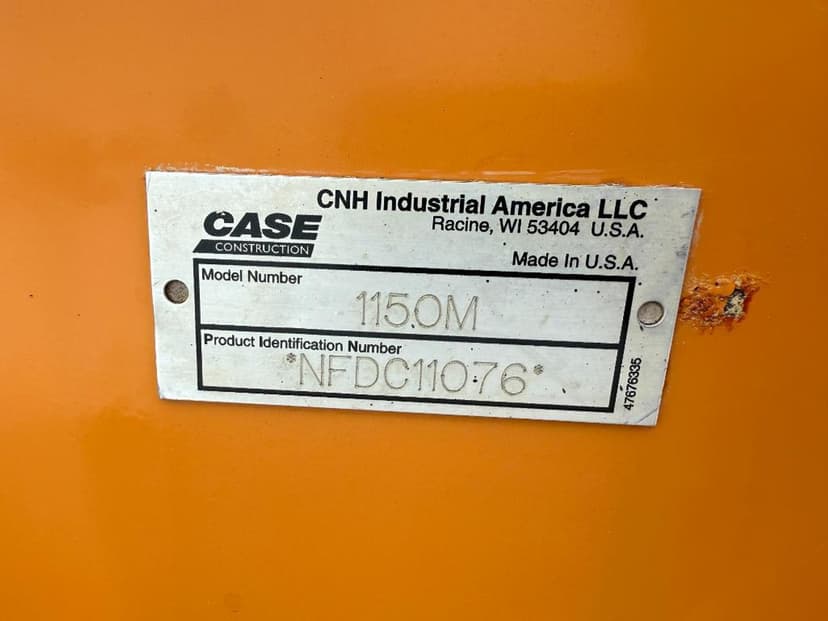 CNH Industrial America LLC
Racine, WI 53404 U.S.A.
CASE
CONSTRUCTION
Made In U.S.A.
Model Number
1150M
Product Identification Number
*NFDC11076*
47676335